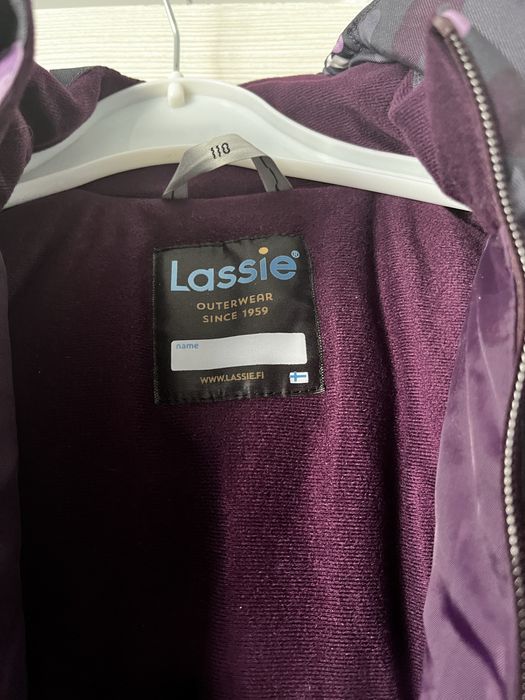 110
Lassie®
OUTERWEAR
SINCE 1959
name
WWW.LASSIE.FI